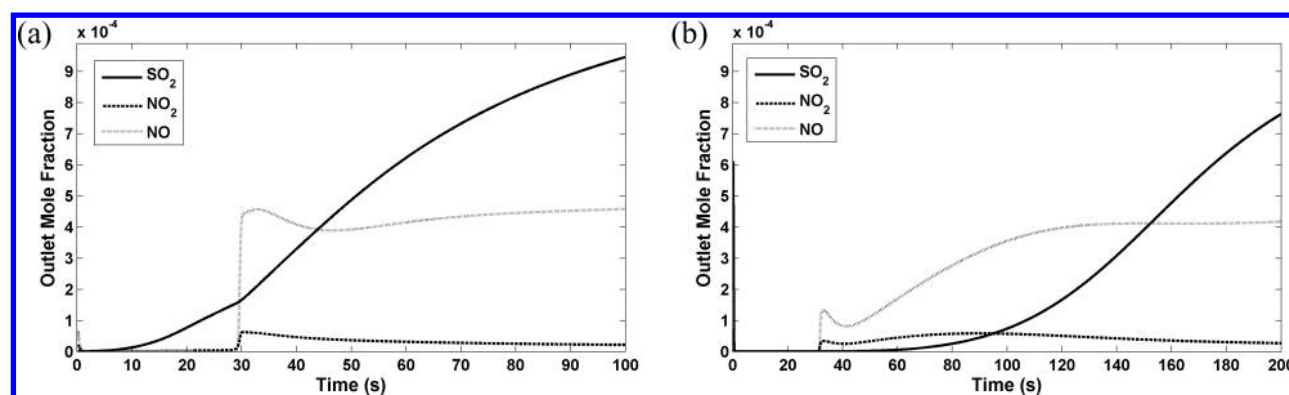 (a)
x 10⁻⁴
Outlet Mole Fraction
9
8
7
6
5
4
3
2
1
0
SO₂
NO₂
NO
0 10 20 30 40 50 60 70 80 90 100
Time (s)
(b)
x 10⁻⁴
Outlet Mole Fraction
9
8
7
6
5
4
3
2
1
0
SO₂
NO₂
NO
0 20 40 60 80 100 120 140 160 180 200
Time (s)